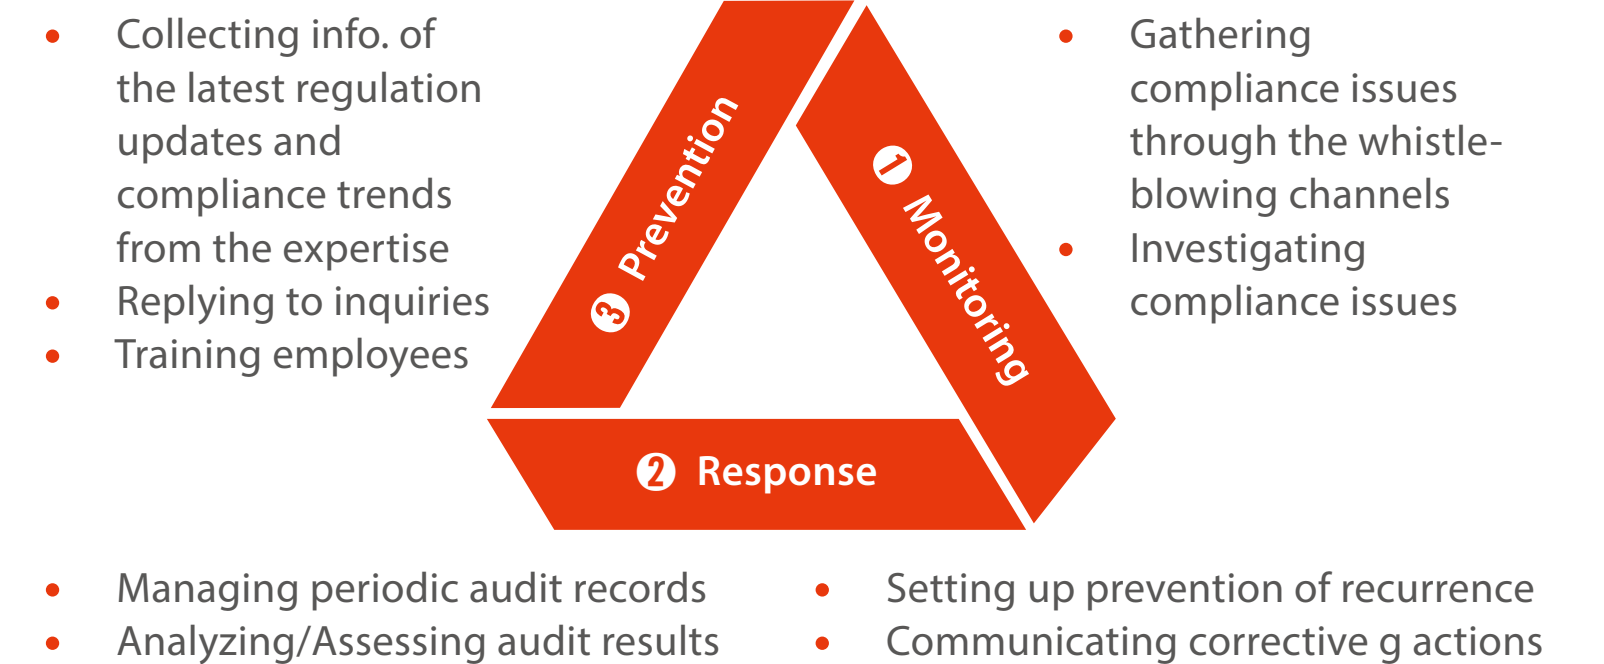 Collecting info. of
the latest regulation
updates and
compliance trends
from the expertise
Replying to inquiries
Training employees
3 Prevention
1 Monitoring
Gathering
compliance issues
through the whistle-
blowing channels
Investigating
compliance issues
2 Response
Managing periodic audit records
Analyzing/Assessing audit results
Setting up prevention of recurrence
Communicating corrective g actions